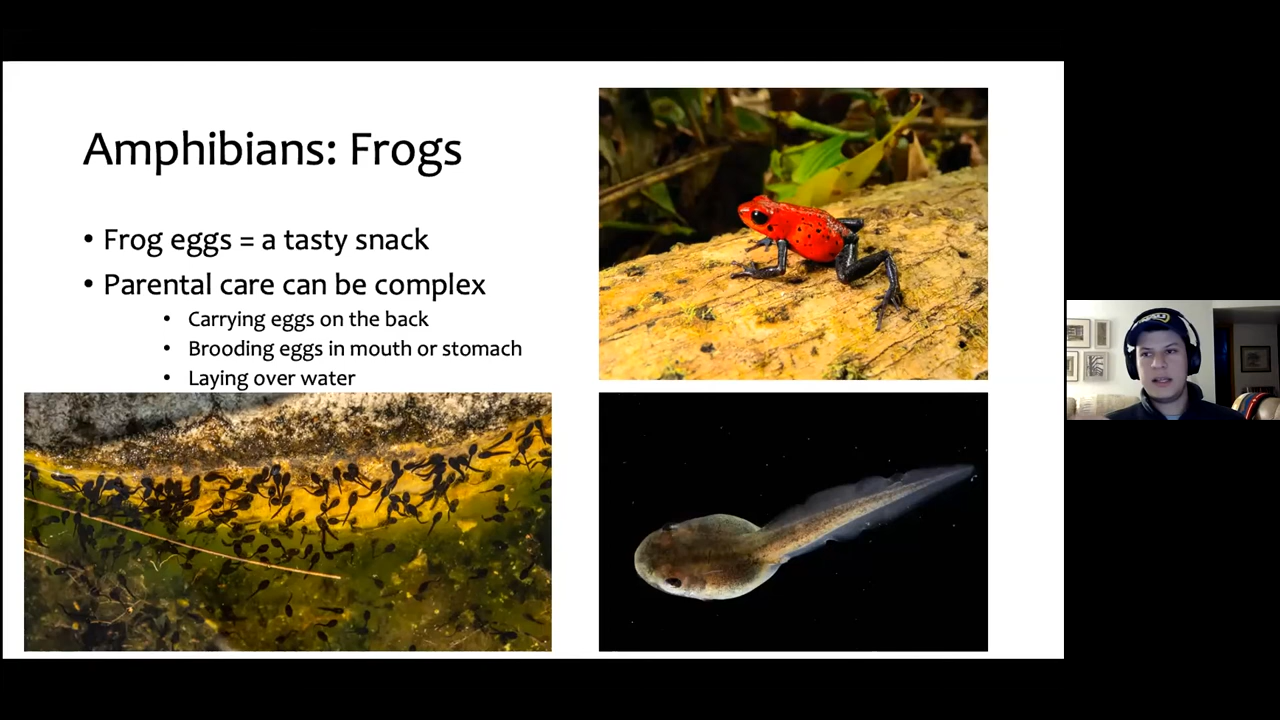 Amphibians: Frogs
• Frog eggs = a tasty snack
• Parental care can be complex
• Carrying eggs on the back
• Brooding eggs in mouth or stomach
• Laying over water